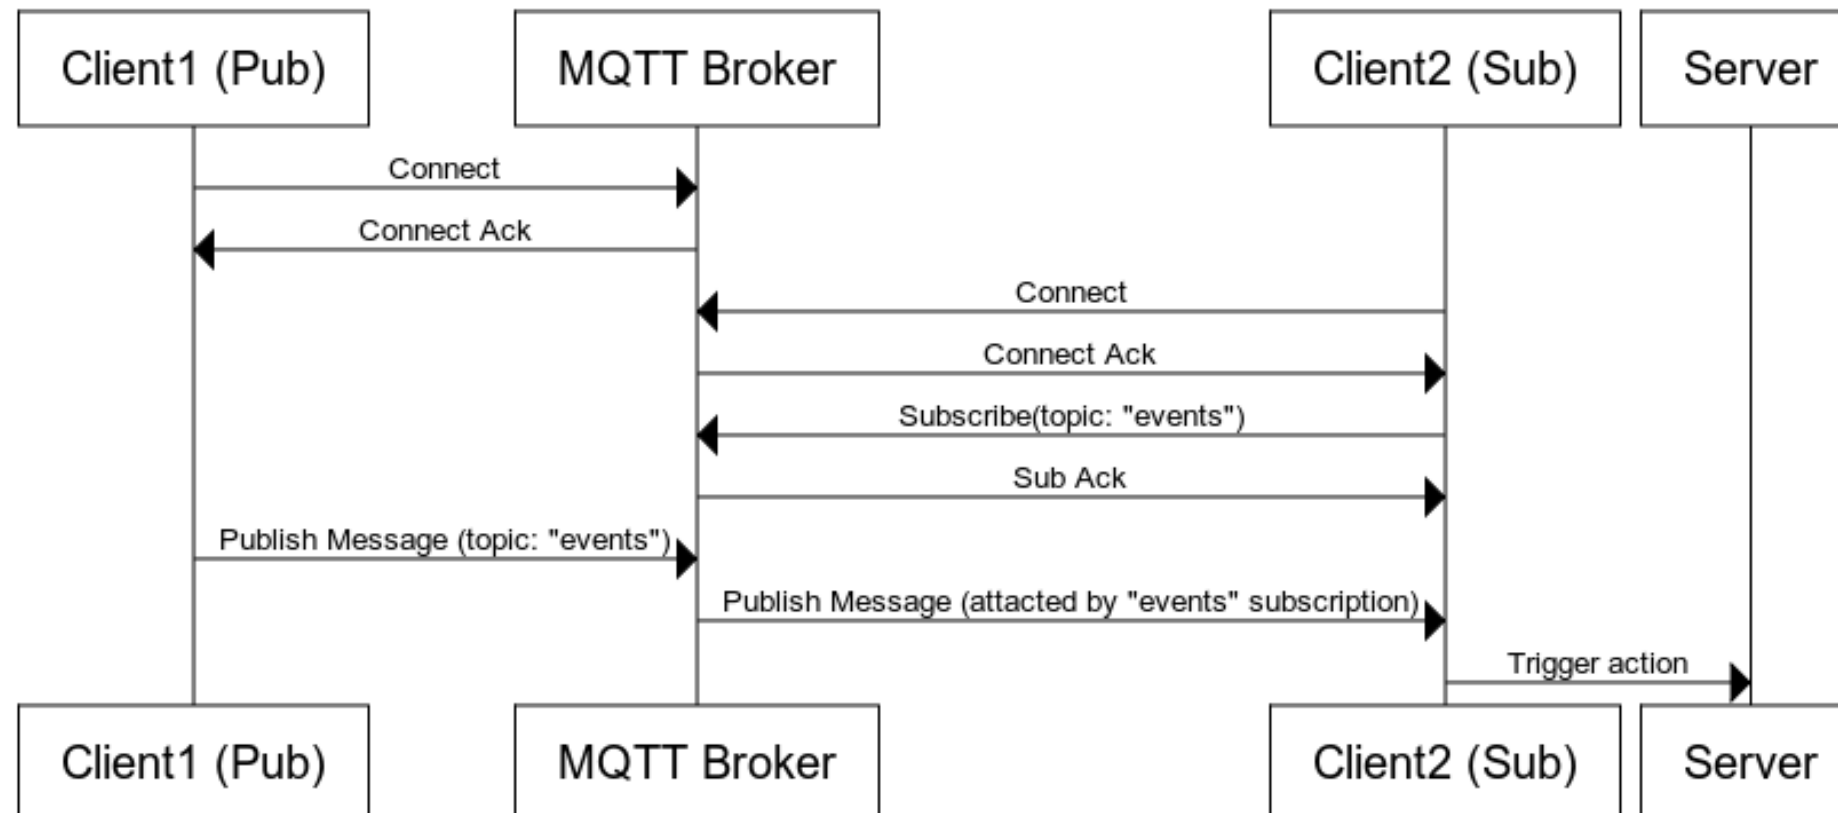 Client1 (Pub)
MQTT Broker
Client2 (Sub)
Server
Connect
Connect Ack
Connect
Connect Ack
Subscribe(topic: "events")
Sub Ack
Publish Message (topic: "events")
Publish Message (attacted by "events" subscription)
Trigger action
Client1 (Pub)
MQTT Broker
Client2 (Sub)
Server